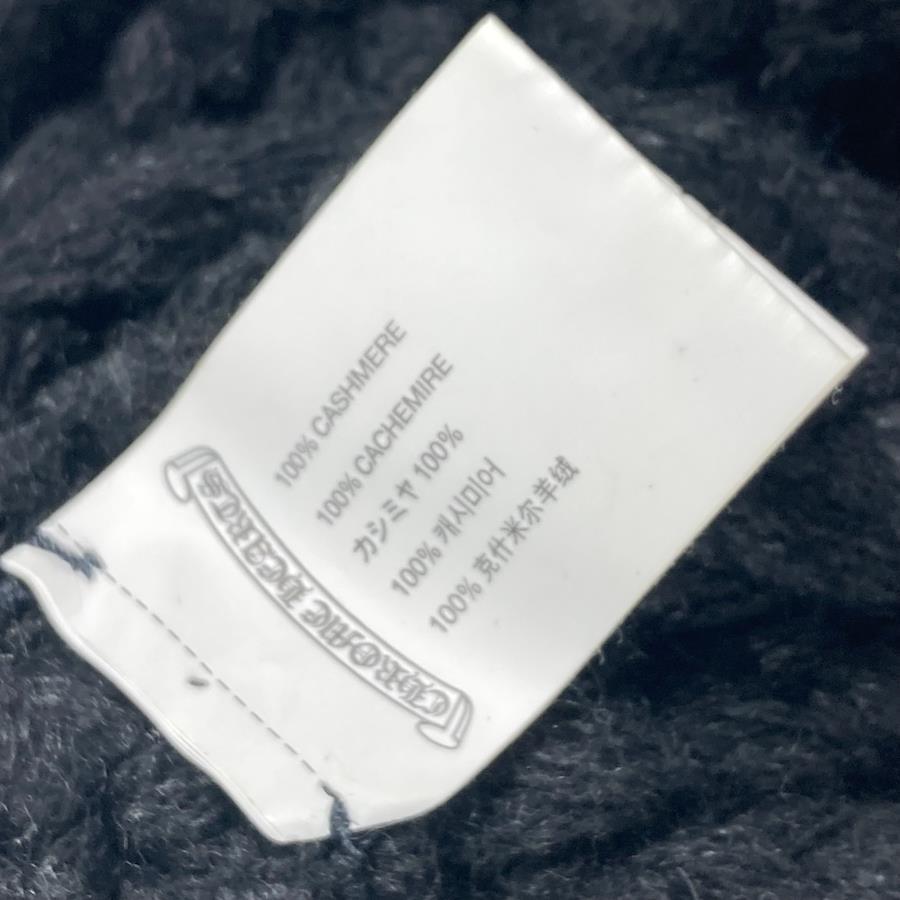 CHROME HEARTS
100% CASHMERE
100% CACHEMIRE
カシミヤ 100%
100% 캐시미어
100% 克什米尔羊绒